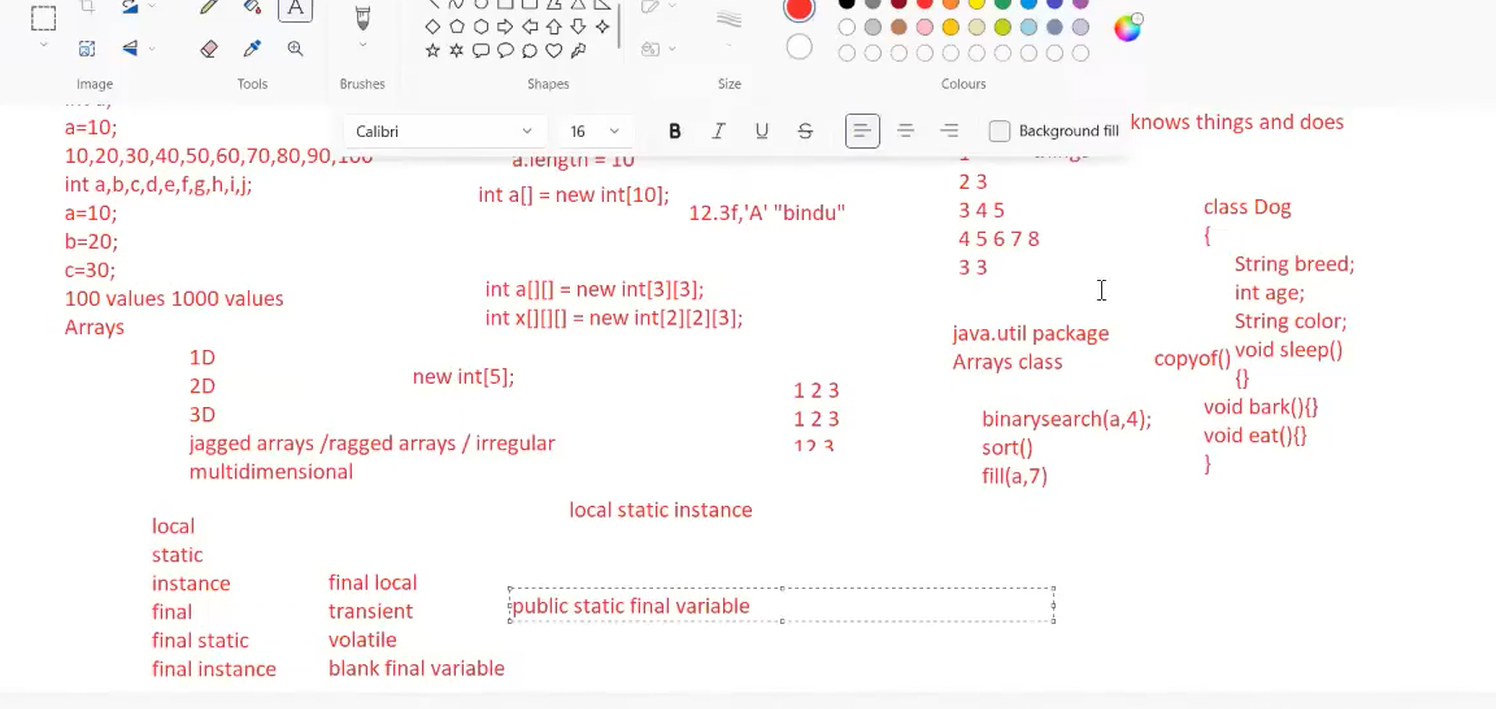 Image
Tools
Brushes
Shapes
Size
Colours
Calibri
16
B I U S
Background fill
a=10;
10,20,30,40,50,60,70,80,90,100
int a,b,c,d,e,f,g,h,i,j;
a=10;
b=20;
c=30;
100 values 1000 values
Arrays
1D
2D
3D
jagged arrays /ragged arrays / irregular
multidimensional
a.length = 10
int a[] = new int[10];
12.3f,'A' "bindu"
int a[][] = new int[3][3];
int x[][][] = new int[2][2][3];
new int[5];
1 2 3
1 2 3
12 3
knows things and does
things
1
2 3
3 4 5
4 5 6 7 8
3 3
java.util package
Arrays class
copyof()
binarysearch(a,4);
sort()
fill(a,7)
class Dog
{
String breed;
int age;
String color;
void sleep()
{}
void bark(){}
void eat(){}
}
local static instance
local
static
instance
final
final static
final instance
final local
transient
volatile
blank final variable
public static final variable